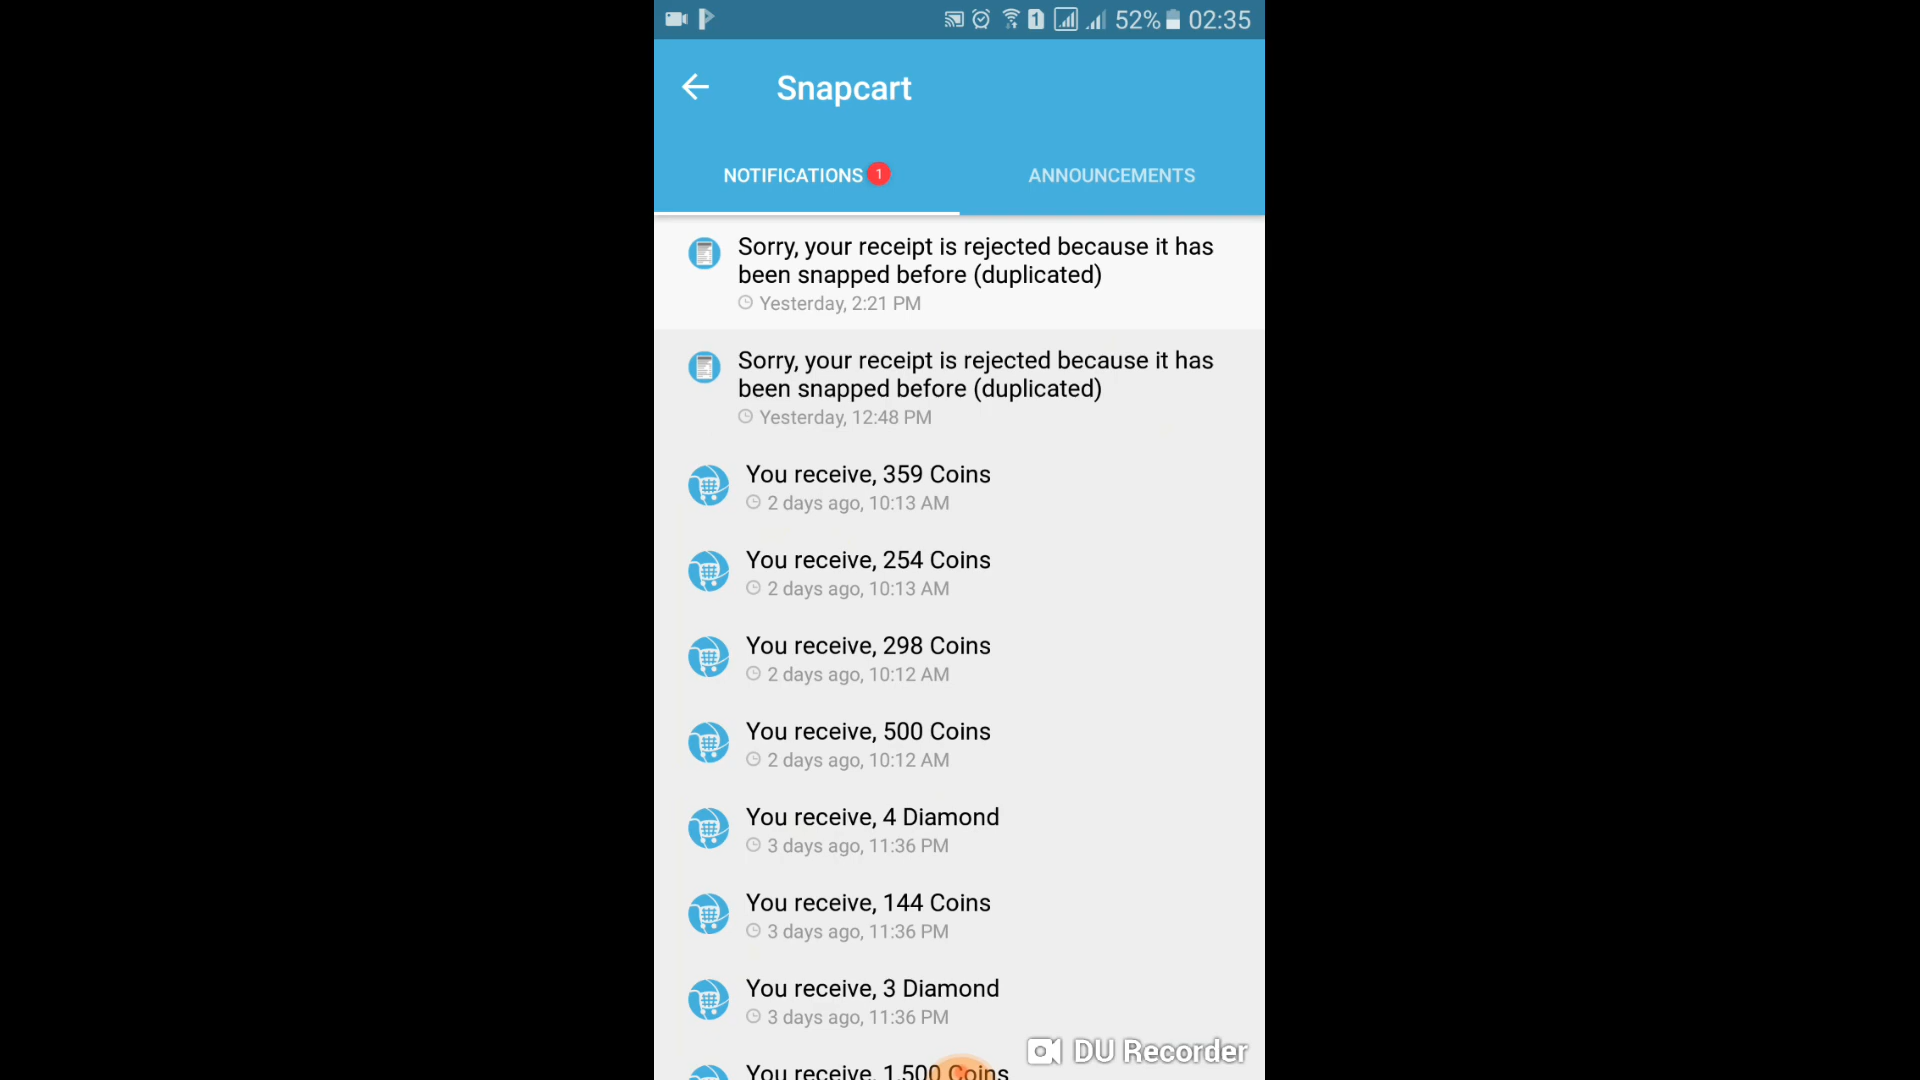 1 52% 02:35
Snapcart
NOTIFICATIONS 1 ANNOUNCEMENTS
Sorry, your receipt is rejected because it has
been snapped before (duplicated)
Yesterday, 2:21 PM
Sorry, your receipt is rejected because it has
been snapped before (duplicated)
Yesterday, 12:48 PM
You receive, 359 Coins
2 days ago, 10:13 AM
You receive, 254 Coins
2 days ago, 10:13 AM
You receive, 298 Coins
2 days ago, 10:12 AM
You receive, 500 Coins
2 days ago, 10:12 AM
You receive, 4 Diamond
3 days ago, 11:36 PM
You receive, 144 Coins
3 days ago, 11:36 PM
You receive, 3 Diamond
3 days ago, 11:36 PM
DU Recorder
You receive, 1,500 Coins